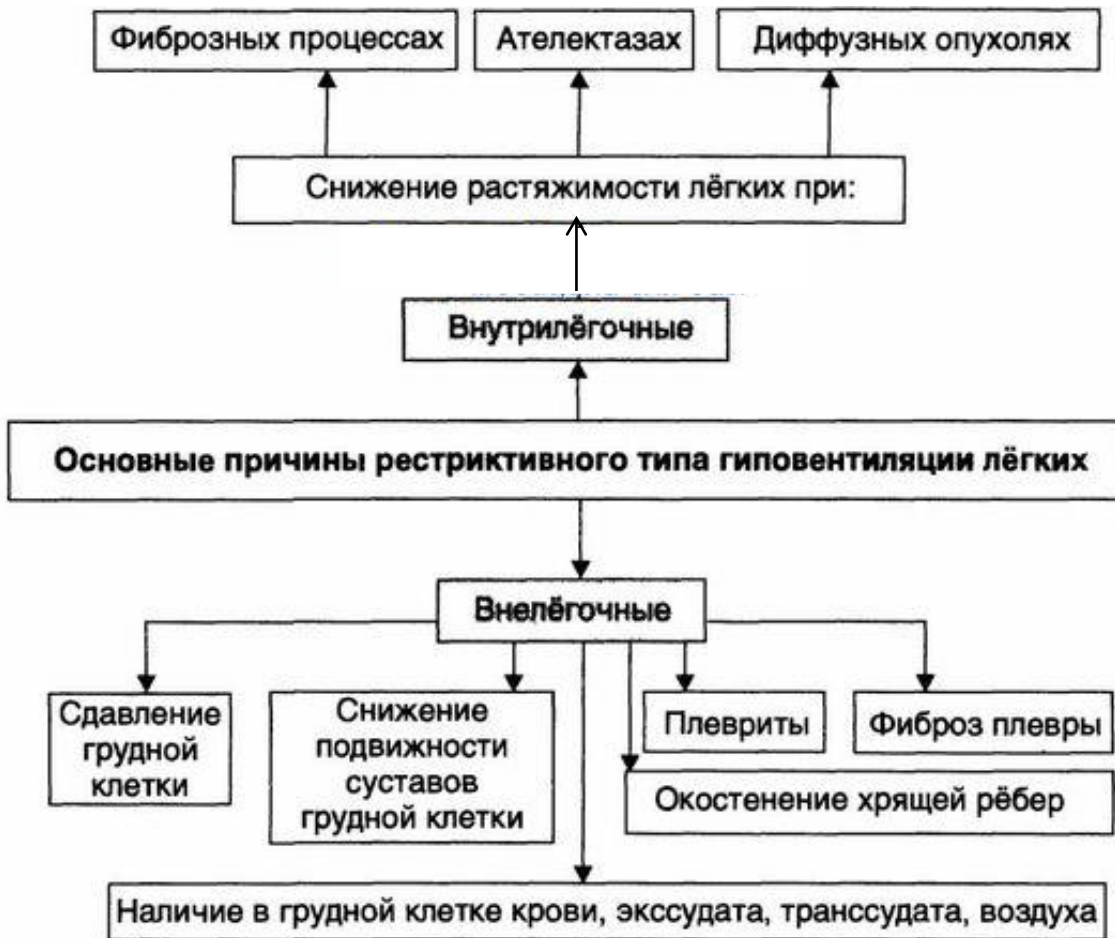 Фиброзных процессах
Ателектазах
Диффузных опухолях
Снижение растяжимости лёгких при:
Внутрилёгочные
Основные причины рестриктивного типа гиповентиляции лёгких
Внелёгочные
Сдавление
грудной
клетки
Снижение
подвижности
суставов
грудной клетки
Плевриты
Фиброз плевры
Окостенение хрящей рёбер
Наличие в грудной клетке крови, экссудата, транссудата, воздуха